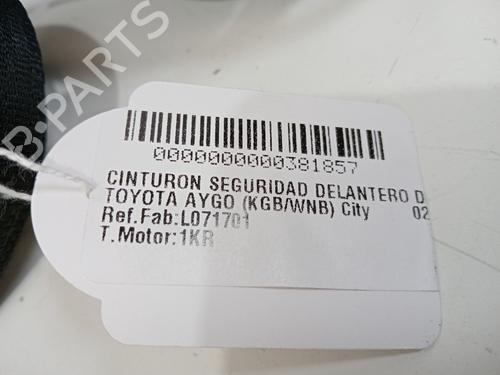 B-PARTS
0000000000381857
CINTURON SEGURIDAD DELANTERO D
TOYOTA AYGO (KGB/WNB) City 02
Ref.Fab:L071701
T.Motor:1KR